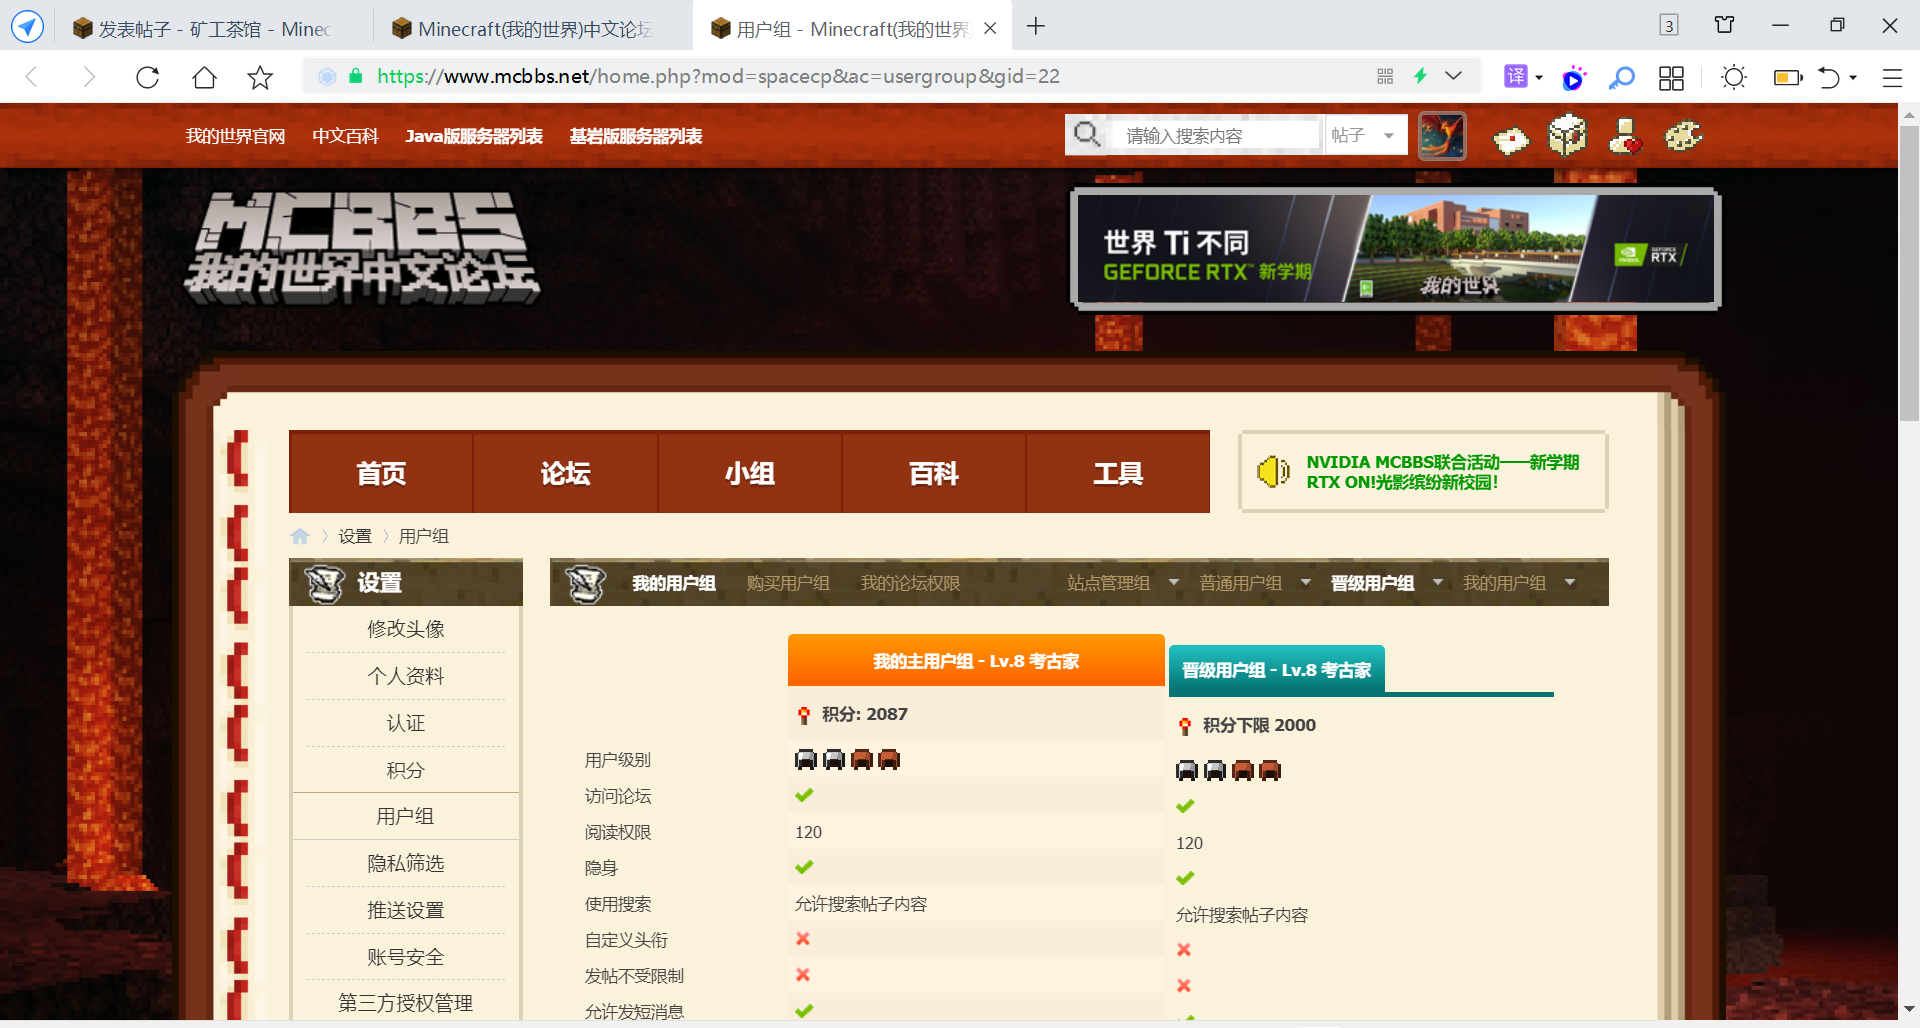 发表帖子 - 矿工茶馆 - Minec
Minecraft(我的世界)中文论坛
用户组 - Minecraft(我的世界
3
https://www.mcbbs.net/home.php?mod=spacecp&ac=usergroup&gid=22
译
我的世界官网 中文百科 Java版服务器列表 基岩版服务器列表
请输入搜索内容 帖子
MCBBS
我的世界中文论坛
世界 Ti 不同
GEFORCE RTX™ 新学期
我的世界
NVIDIA GEFORCE RTX
首页 论坛 小组 百科 工具
NVIDIA MCBBS联合活动——新学期
RTX ON!光影缤纷新校园!
设置 用户组
设置
修改头像
个人资料
认证
积分
用户组
隐私筛选
推送设置
账号安全
第三方授权管理
我的用户组 购买用户组 我的论坛权限 站点管理组 普通用户组 晋级用户组 我的用户组
我的主用户组 - Lv.8 考古家 晋级用户组 - Lv.8 考古家
积分: 2087 积分下限 2000
用户级别
访问论坛
阅读权限 120 120
隐身
使用搜索 允许搜索帖子内容 允许搜索帖子内容
自定义头衔
发帖不受限制
允许发短消息